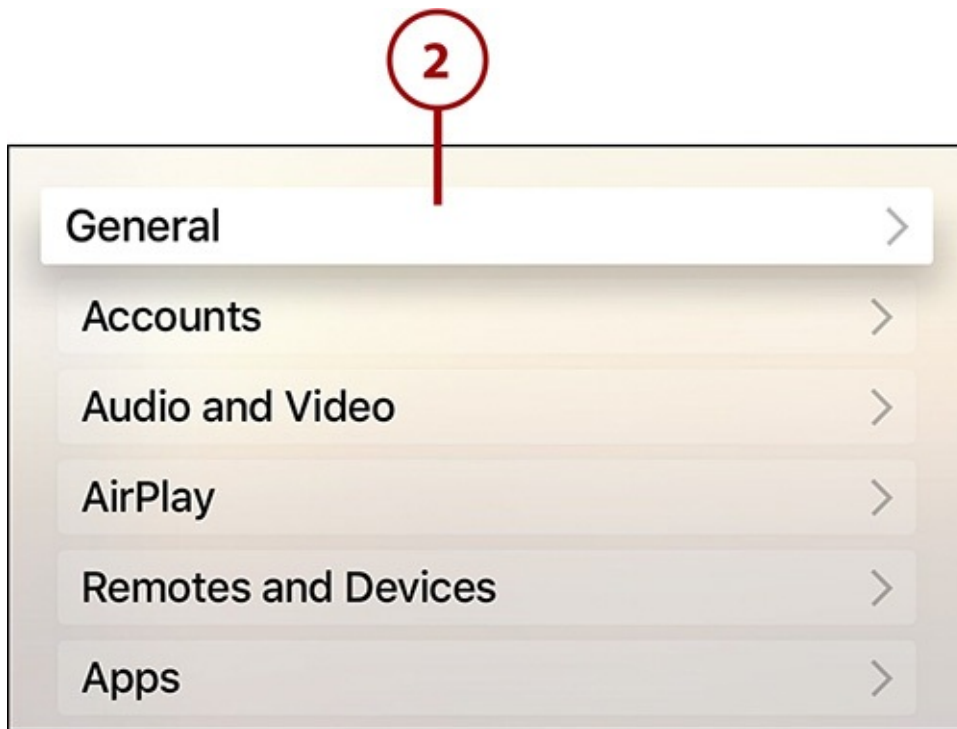 2
General
Accounts
Audio and Video
AirPlay
Remotes and Devices
Apps